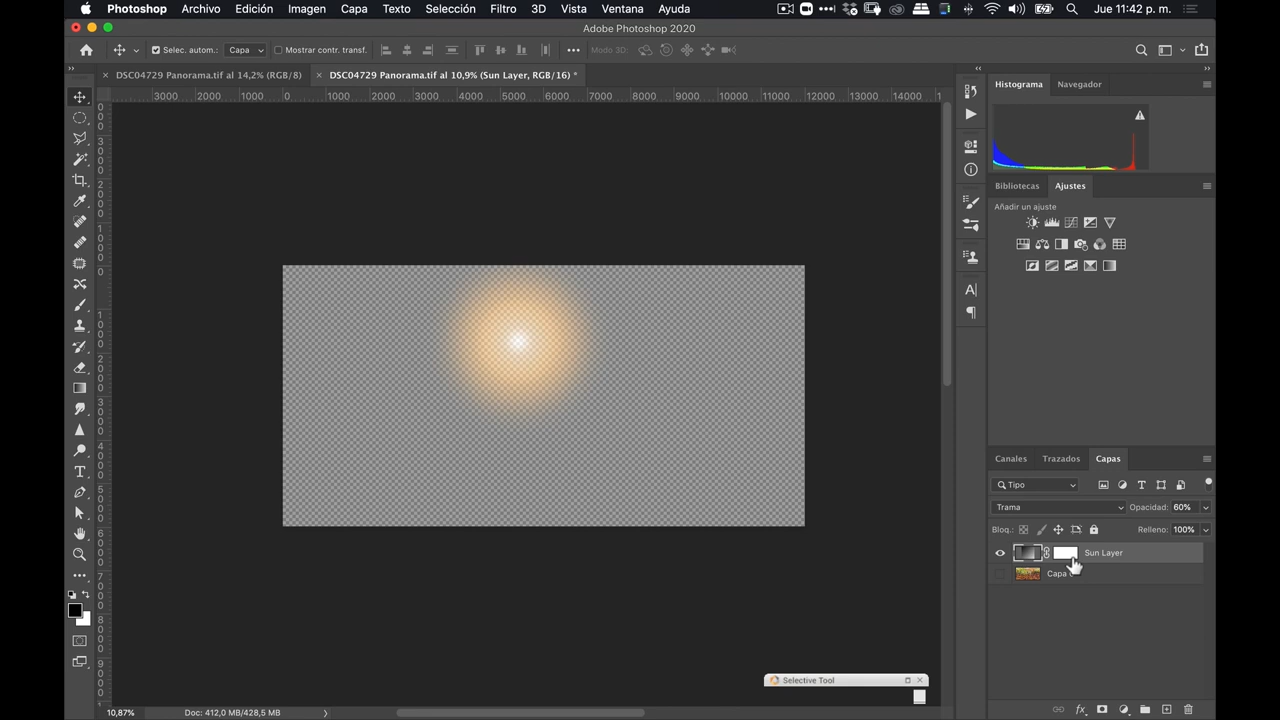 Photoshop Archivo Edición Imagen Capa Texto Selección Filtro 3D Vista Ventana Ayuda Jue 11:42 p. m.
Adobe Photoshop 2020
Selec. autom.: Capa Mostrar contr. transf. Modo 3D:
DSC04729 Panorama.tif al 14,2% (RGB/8) DSC04729 Panorama.tif al 10,9% (Sun Layer, RGB/16) *
3000 2000 1000 0 1000 2000 3000 4000 5000 6000 7000 8000 9000 10000 11000 12000 13000 14000 1
Histograma Navegador
Bibliotecas Ajustes
Añadir un ajuste
Canales Trazados Capas
Tipo
Trama Opacidad: 60%
Bloq.: Relleno: 100%
Sun Layer
Capa
Selective Tool
10,87% Doc: 412,0 MB/428,5 MB